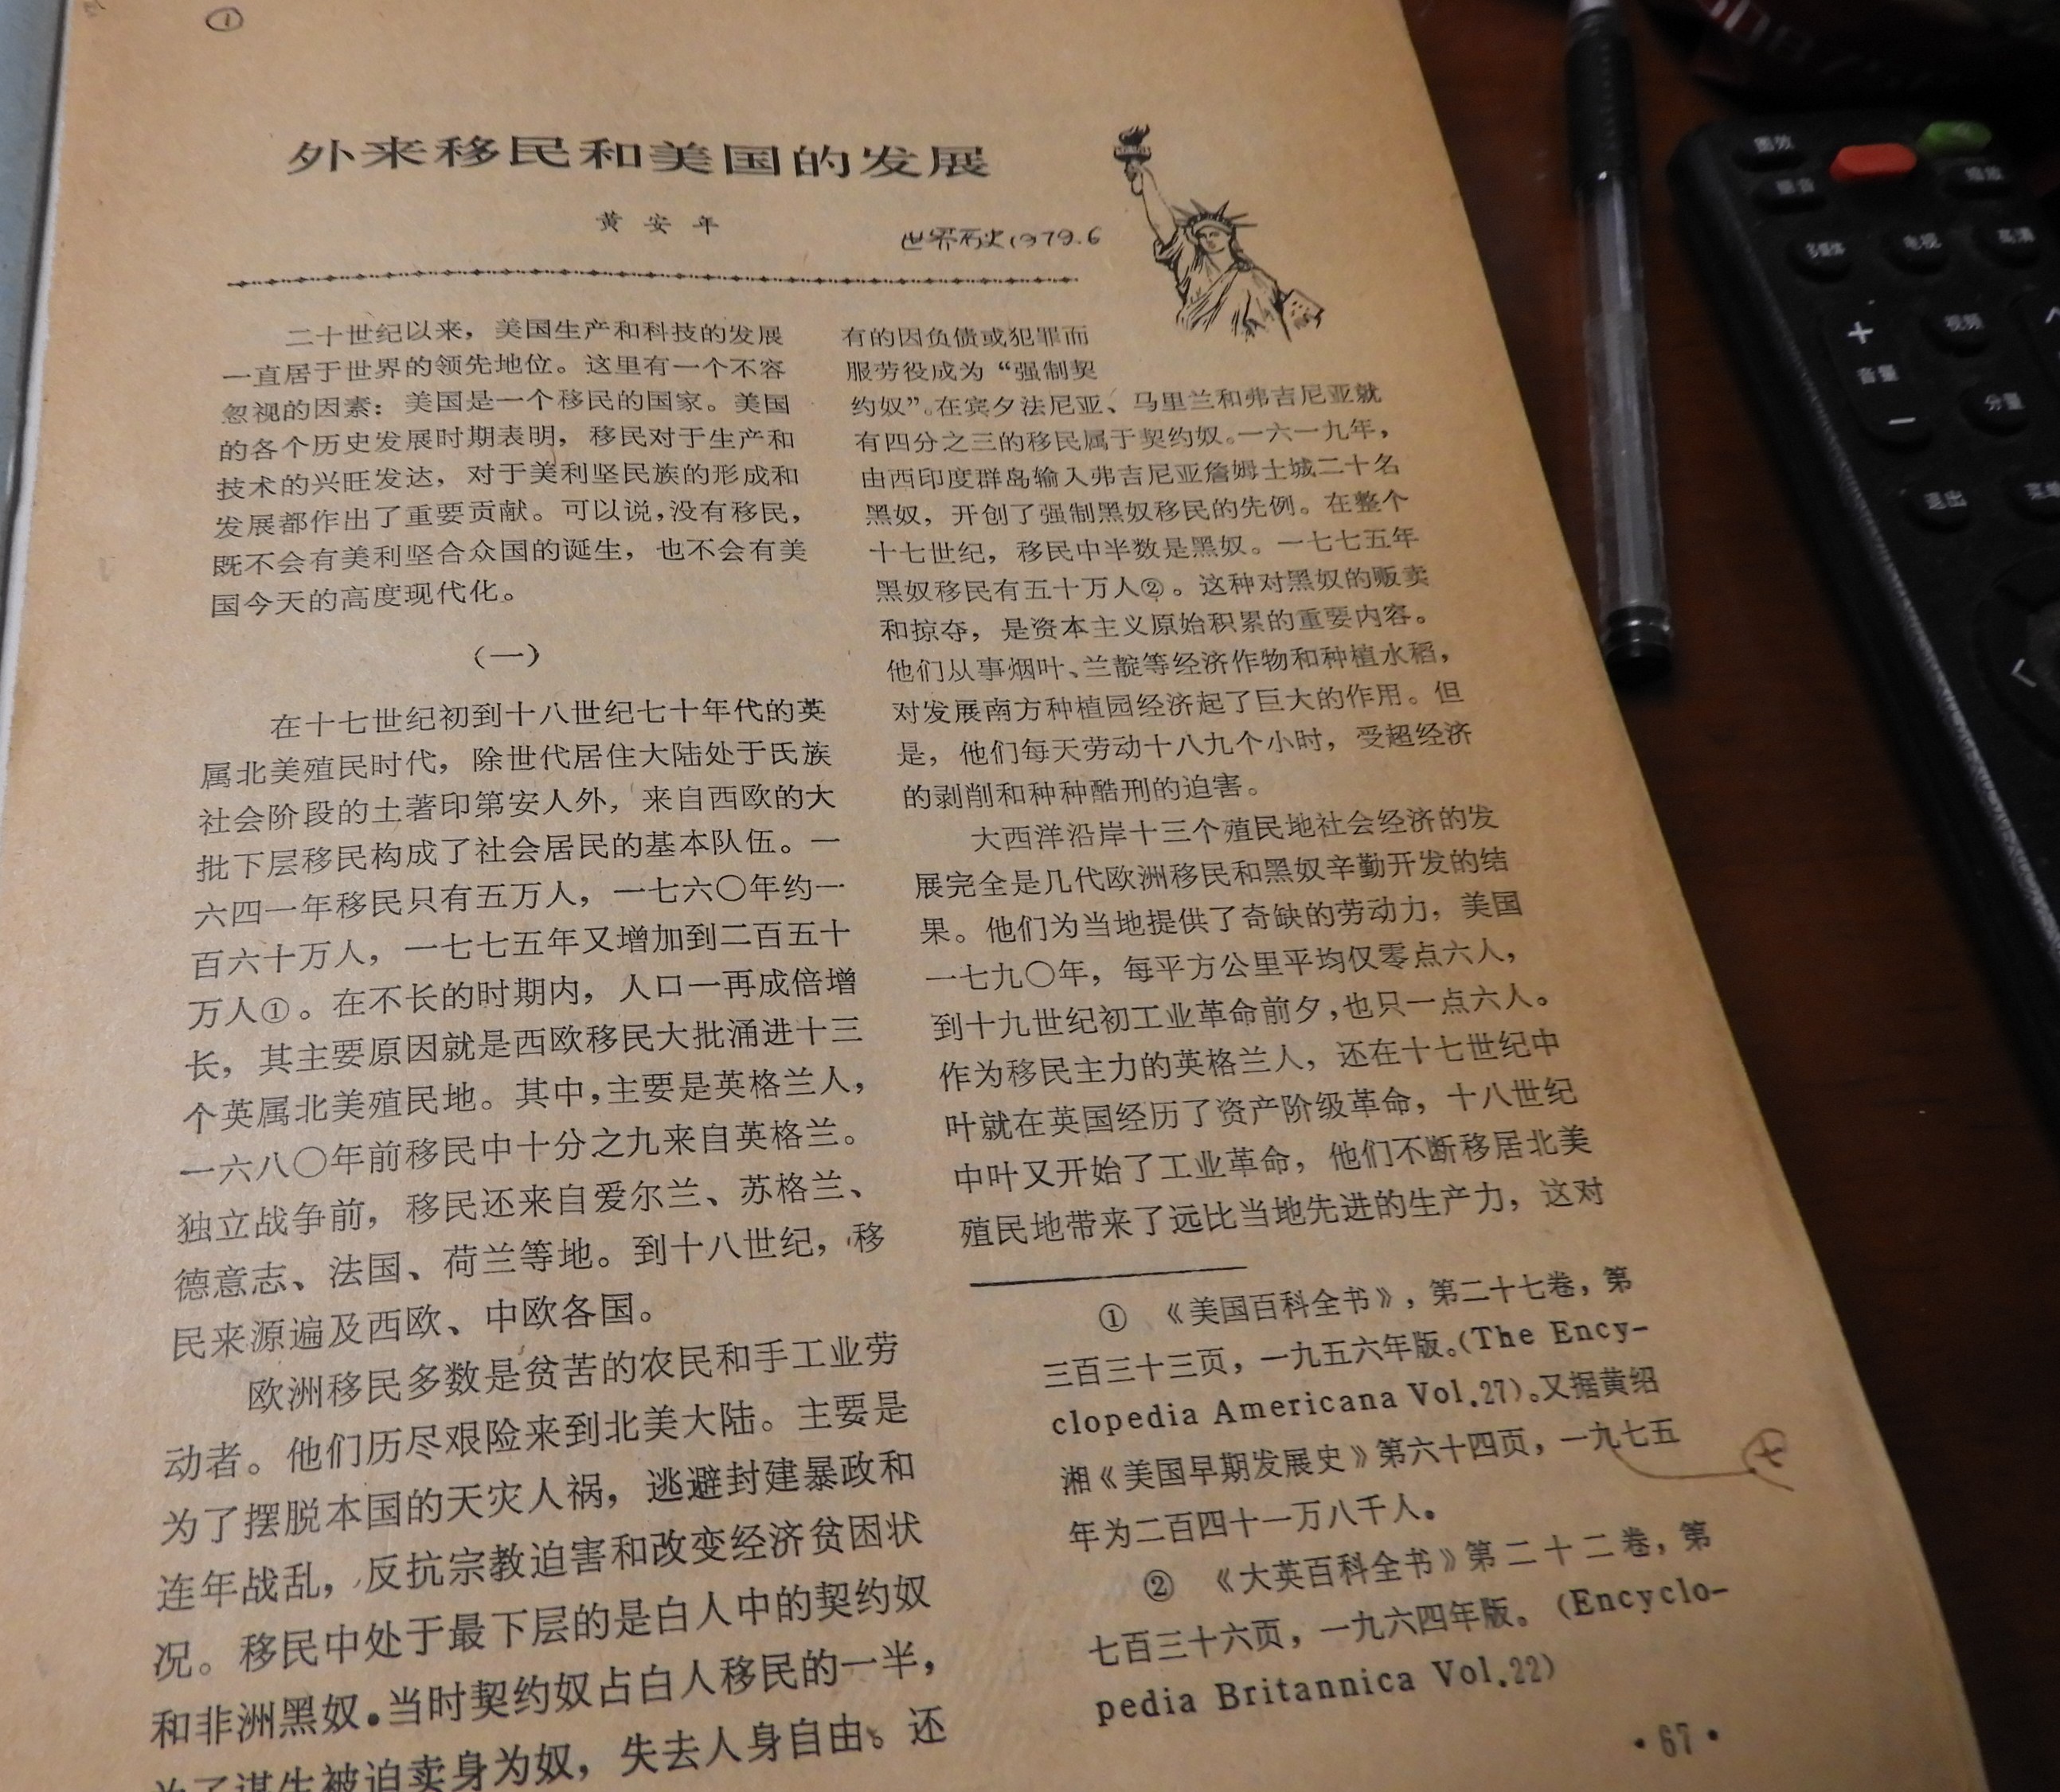 ①
外来移民和美国的发展
黄安年
世界历史1979.6
二十世纪以来，美国生产和科技的发展
一直居于世界的领先地位。这里有一个不容
忽视的因素：美国是一个移民的国家。美国
的各个历史发展时期表明，移民对于生产和
技术的兴旺发达，对于美利坚民族的形成和
发展都作出了重要贡献。可以说，没有移民，
既不会有美利坚合众国的诞生，也不会有美
国今天的高度现代化。
（一）
在十七世纪初到十八世纪七十年代的英
属北美殖民时代，除世代居住大陆处于氏族
社会阶段的土著印第安人外，来自西欧的大
批下层移民构成了社会居民的基本队伍。一
六四一年移民只有五万人，一七六〇年约一
百六十万人，一七七五年又增加到二百五十
万人①。在不长的时期内，人口一再成倍增
长，其主要原因就是西欧移民大批涌进十三
个英属北美殖民地。其中，主要是英格兰人，
一六八〇年前移民中十分之九来自英格兰。
独立战争前，移民还来自爱尔兰、苏格兰、
德意志、法国、荷兰等地。到十八世纪，移
民来源遍及西欧、中欧各国。
欧洲移民多数是贫苦的农民和手工业劳
动者。他们历尽艰险来到北美大陆。主要是
为了摆脱本国的天灾人祸，逃避封建暴政和
连年战乱，反抗宗教迫害和改变经济贫困状
况。移民中处于最下层的是白人中的契约奴
和非洲黑奴。当时契约奴占白人移民的一半，
为了谋生被迫卖身为奴，失去人身自由。还
有的因负债或犯罪而
服劳役成为“强制契
约奴”。在宾夕法尼亚、马里兰和弗吉尼亚就
有四分之三的移民属于契约奴。一六一九年，
由西印度群岛输入弗吉尼亚詹姆士城二十名
黑奴，开创了强制黑奴移民的先例。在整个
十七世纪，移民中半数是黑奴。一七七五年
黑奴移民有五十万人②。这种对黑奴的贩卖
和掠夺，是资本主义原始积累的重要内容。
他们从事烟叶、兰靛等经济作物和种植水稻，
对发展南方种植园经济起了巨大的作用。但
是，他们每天劳动十八九个小时，受超经济
的剥削和种种酷刑的迫害。
大西洋沿岸十三个殖民地社会经济的发
展完全是几代欧洲移民和黑奴辛勤开发的结
果。他们为当地提供了奇缺的劳动力，美国
一七九〇年，每平方公里平均仅零点六人，
到十九世纪初工业革命前夕，也只一点六人。
作为移民主力的英格兰人，还在十七世纪中
叶就在英国经历了资产阶级革命，十八世纪
中叶又开始了工业革命，他们不断移居北美
殖民地带来了远比当地先进的生产力，这对
① 《美国百科全书》，第二十七卷，第
三百三十三页，一九五六年版。(The Ency-
clopedia Americana Vol.27)。又据黄绍
湘《美国早期发展史》第六十四页，一九七五
七
年为二百四十一万八千人。
② 《大英百科全书》第二十二卷，第
七百三十六页，一九六四年版。(Encyclo-
pedia Britannica Vol.22)
·67·
图效
静音
缩放
多媒体
电视
高清
+
视频
音量
分量
—
退出